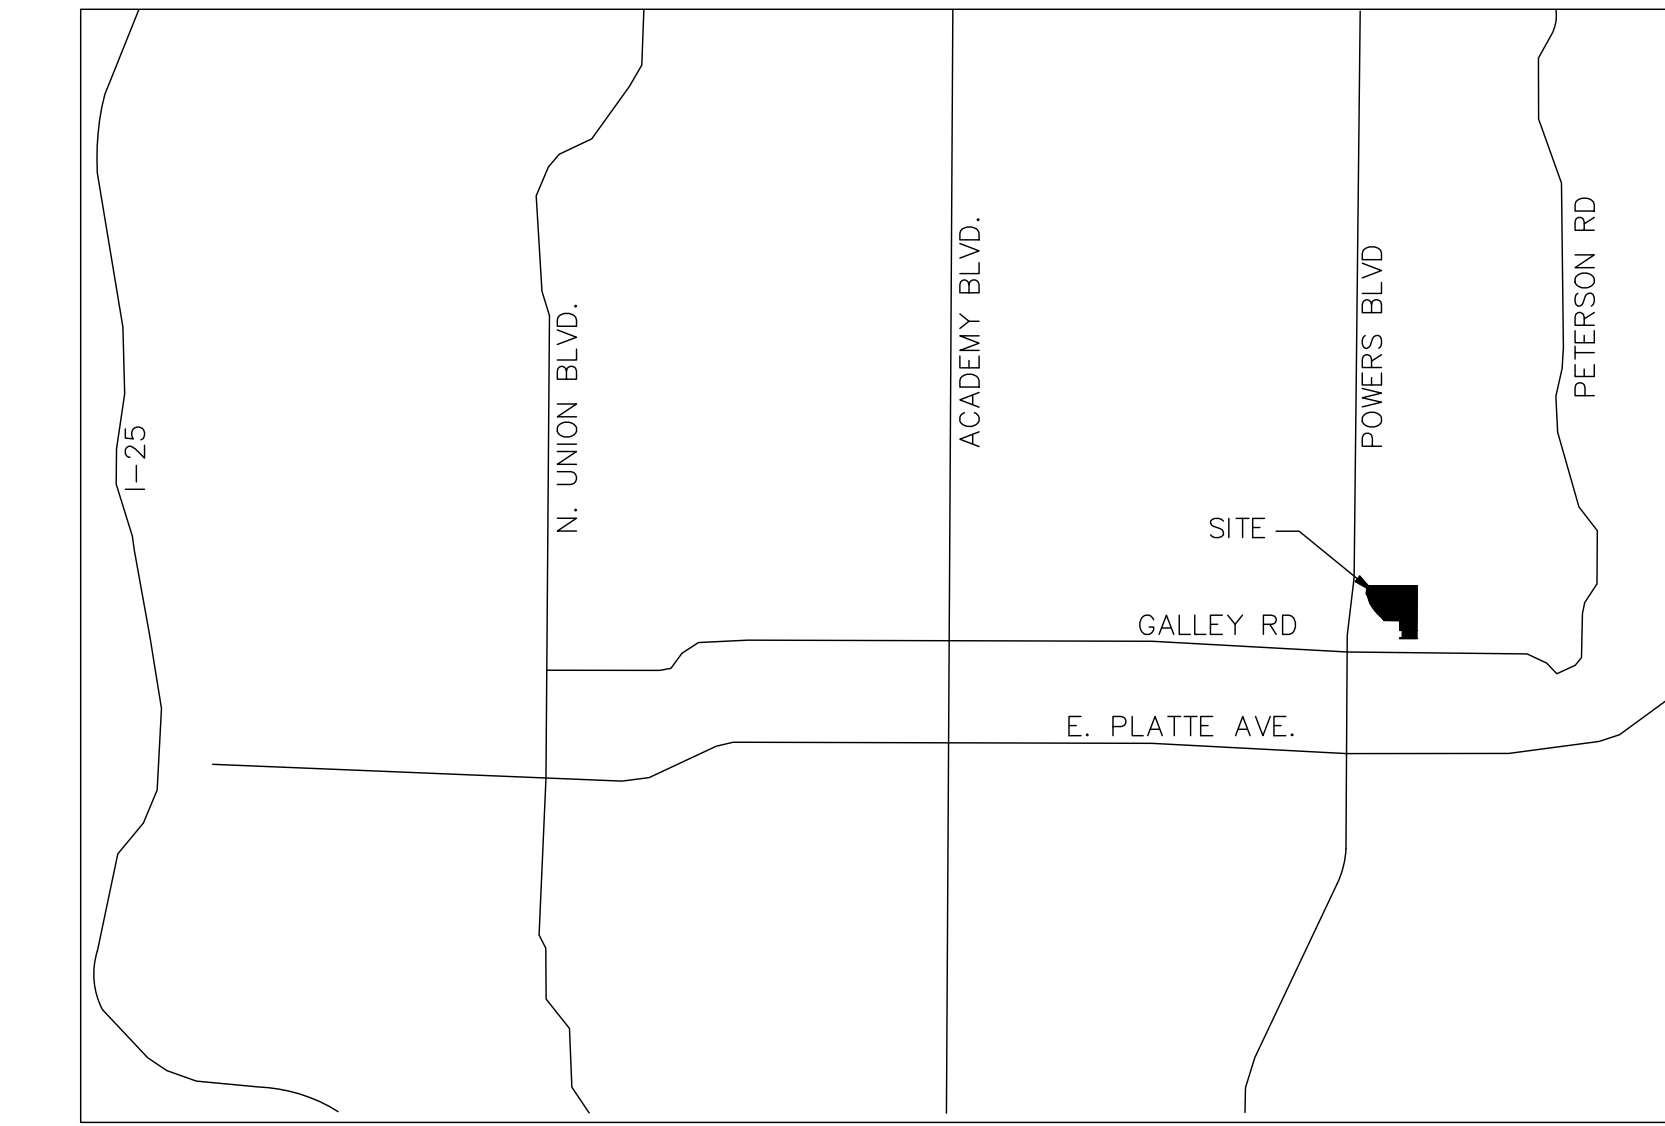 I-25
N. UNION BLVD.
ACADEMY BLVD.
POWERS BLVD
PETERSON RD
SITE
GALLEY RD
E. PLATTE AVE.